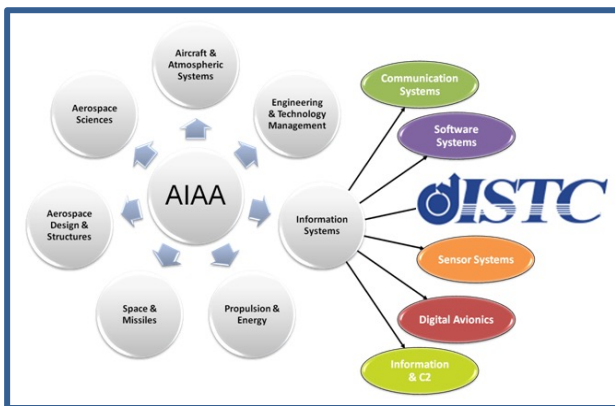 Aircraft &
Atmospheric
Systems
Engineering
& Technology
Management
Aerospace
Sciences
AIAA
Aerospace
Design &
Structures
Space &
Missiles
Propulsion &
Energy
Information
Systems
Communication
Systems
Software
Systems
ISTC
Sensor Systems
Digital Avionics
Information
& C2